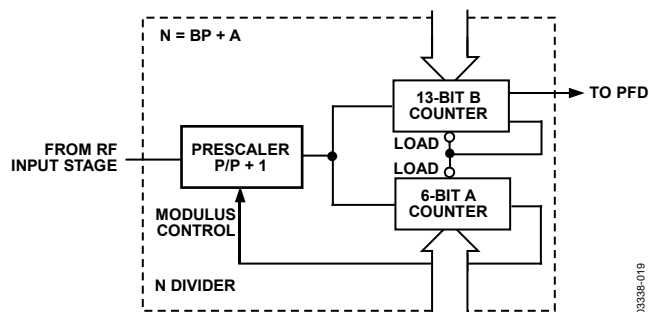 N = BP + A
13-BIT B
COUNTER
TO PFD
FROM RF
INPUT STAGE
PRESCALER
P/P + 1
LOAD
LOAD
MODULUS
CONTROL
6-BIT A
COUNTER
N DIVIDER
03338-019